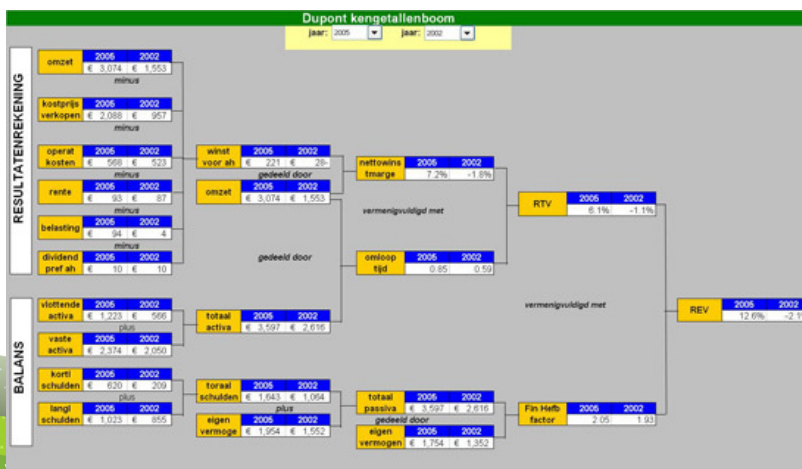 Dupont kengetallenboom
jaar: 2005 jaar: 2002
RESULTATENREKENING
omzet 2005 2002
€ 3,074 € 1,553
minus
kostprijs verkopen 2005 2002
€ 2,088 € 957
minus
operat kosten 2005 2002
€ 568 € 523
minus
rente 2005 2002
€ 93 € 87
minus
belasting 2005 2002
€ 94 € 4
minus
dividend pref ah 2005 2002
€ 10 € 10
winst voor ah 2005 2002
€ 221 € 28-
gedeeld door
omzet 2005 2002
€ 3,074 € 1,553
gedeeld door
nettowins tmarge 2005 2002
7.2% -1.8%
vermenigvuldigd met
omloop tijd 2005 2002
0.85 0.59
RTV 2005 2002
6.1% -1.1%
vermenigvuldigd met
REV 2005 2002
12.6% -2.1%
BALANS
vlottende activa 2005 2002
€ 1,223 € 566
plus
vaste activa 2005 2002
€ 2,374 € 2,050
totaal activa 2005 2002
€ 3,597 € 2,616
kortl schulden 2005 2002
€ 620 € 209
plus
langl schulden 2005 2002
€ 1,023 € 855
toraal schulden 2005 2002
€ 1,643 € 1,064
plus
eigen vermoge 2005 2002
€ 1,954 € 1,552
totaal passiva 2005 2002
€ 3,597 € 2,616
gedeeld door
eigen vermogen 2005 2002
€ 1,754 € 1,352
Fin Hefb factor 2005 2002
2.05 1.93